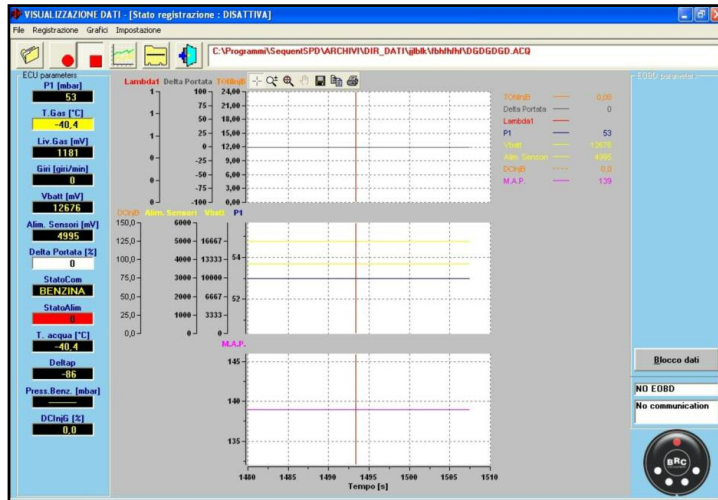 VISUALIZZAZIONE DATI - [Stato registrazione : DISATTIVA]
File Registrazione Grafici Impostazione
C:\Programmi\SequentSPD\ARCHIVI\DIR_DATI\
ECU parameters
P1 [mbar]
53
T.Gas [°C]
-40,4
Liv.Gas [mV]
1181
Giri [giri/min]
0
Vbatt [mV]
12676
Alim. Sensori [mV]
4995
Delta Portata [%]
0
StatoCom
BENZINA
StatoAlim
0
T. acqua [°C]
-40,4
Deltap
-86
Press.Benz. [mbar]
DCInjG [%]
0,0
Lambda1 Delta Portata TONInjB
1 100 24,00
75 21,00
1 50 18,00
25 15,00
1 0 12,00
0 -25 9,00
-50 6,00
0 -75 3,00
0 -100 0,00
DCInjB Alim. Sensori Vbatt P1
150,0 6000
125,0 5000 16667
54
100,0 4000 13333
75,0 3000 10000
50,0 2000 6667
52
25,0 1000 3333
0,0 0 0
M.A.P.
145
140
135
1480 1485 1490 1495 1500 1505 1510
Tempo [s]
TONInjB 0,00
Delta Portata 0
Lambda1
P1 53
Vbatt 12676
Alim. Sensori 4995
DCInjB 0,0
M.A.P. 139
EOBD parameters
Blocco dati
NO EOBD
No communication
BRC